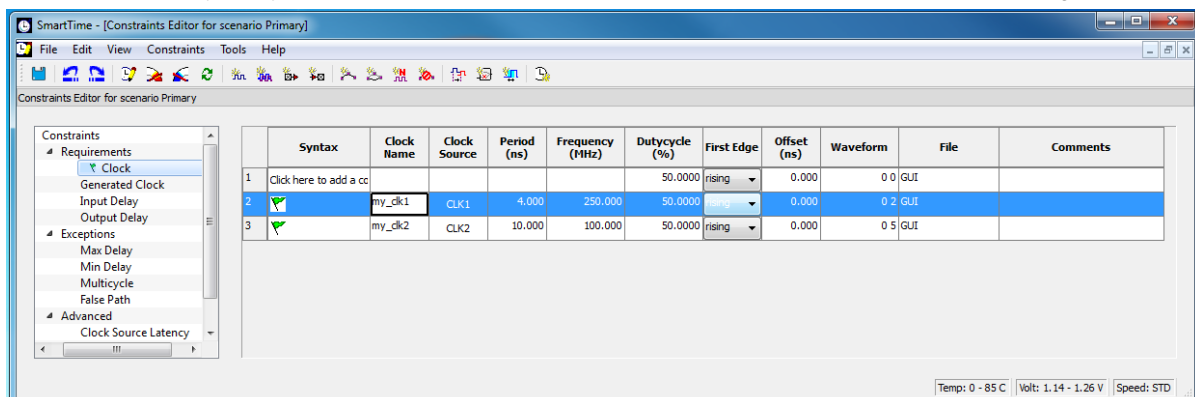 SmartTime - [Constraints Editor for scenario Primary]
File Edit View Constraints Tools Help
Constraints Editor for scenario Primary
Constraints
Requirements
Clock
Generated Clock
Input Delay
Output Delay
Exceptions
Max Delay
Min Delay
Multicycle
False Path
Advanced
Clock Source Latency
Syntax Clock Name Clock Source Period (ns) Frequency (MHz) Dutycycle (%) First Edge Offset (ns) Waveform File Comments
1 Click here to add a cc 50.0000 rising 0.000 0 0 GUI
2 my_clk1 CLK1 4.000 250.000 50.0000 rising 0.000 0 2 GUI
3 my_clk2 CLK2 10.000 100.000 50.0000 rising 0.000 0 5 GUI
Temp: 0 - 85 C Volt: 1.14 - 1.26 V Speed: STD